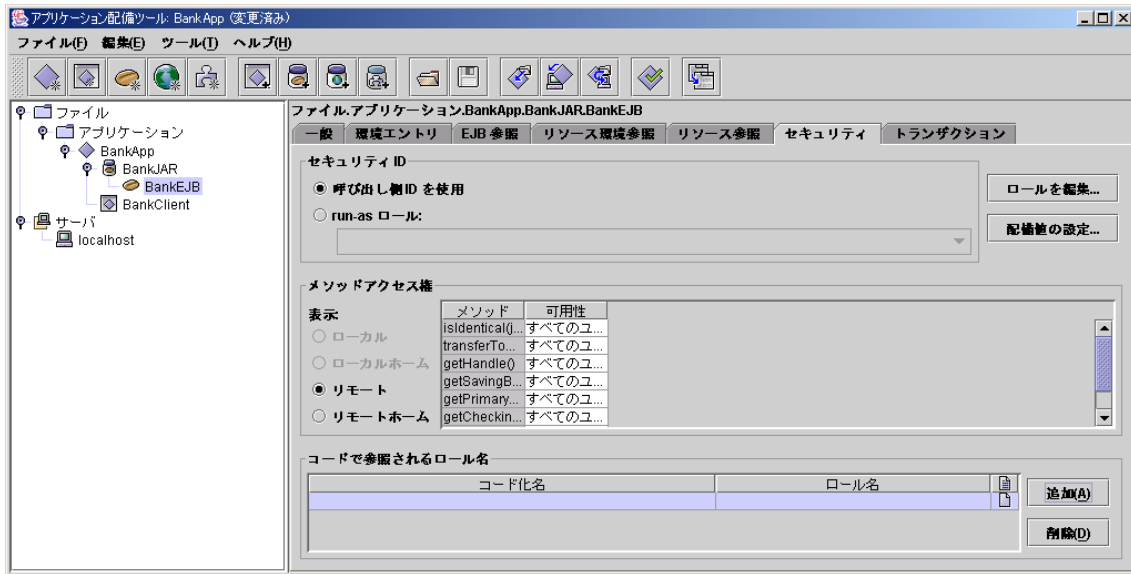 アプリケーション配備ツール: BankApp (変更済み)
ファイル(F) 編集(E) ツール(T) ヘルプ(H)
ファイル
アプリケーション
BankApp
BankJAR
BankEJB
BankClient
サーバ
localhost
ファイル.アプリケーション.BankApp.BankJAR.BankEJB
一般 環境エントリ EJB 参照 リソース環境参照 リソース参照 セキュリティ トランザクション
セキュリティ ID
呼び出し側ID を使用
run-as ロール:
ロールを編集...
配備値の設定...
メソッドアクセス権
表示:
ローカル
ローカルホーム
リモート
リモートホーム
メソッド 可用性
isIdentical(j... すべてのユ...
transferTo... すべてのユ...
getHandle() すべてのユ...
getSavingB... すべてのユ...
getPrimary... すべてのユ...
getCheckin... すべてのユ...
コードで参照されるロール名
コード化名 ロール名
追加(A)
削除(D)